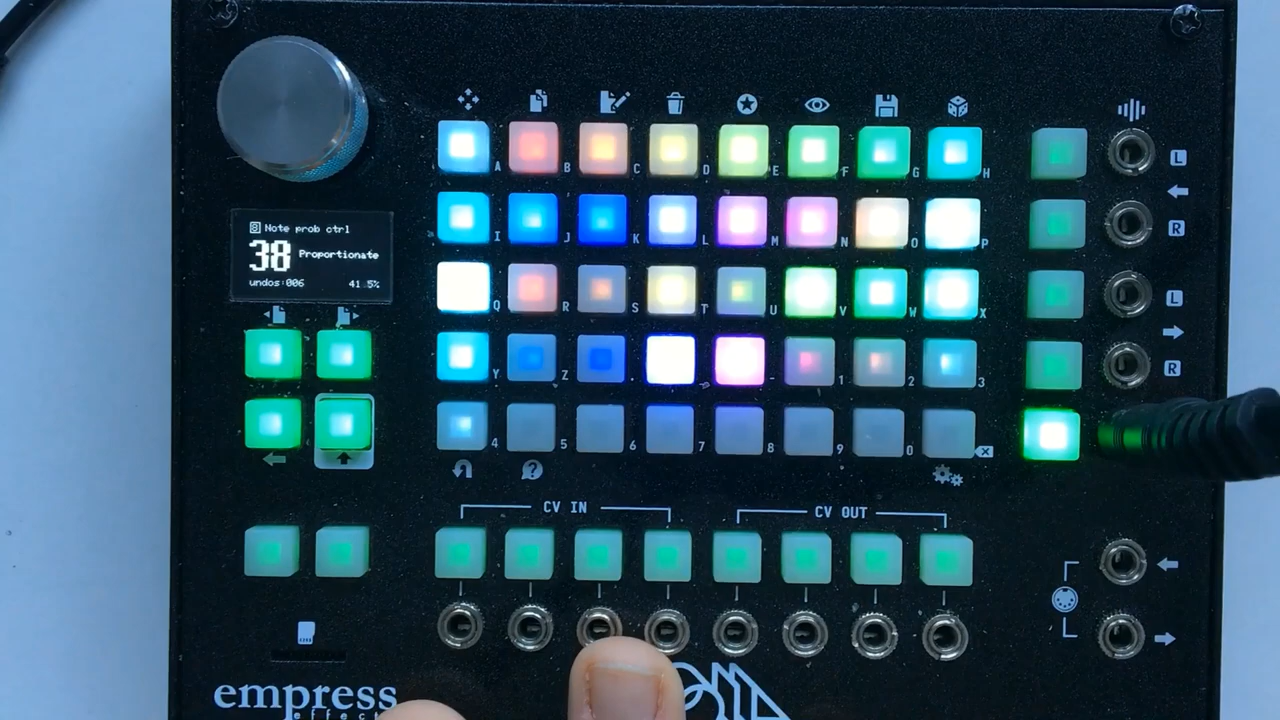 A B C D E F G H
L
R
I J K L M N O P
Note prob ctrl
38 Proportionate
undos:006 41.5%
Q R S T U V W X
L
R
Y Z . - 1 2 3
4 5 6 7 8 9 0
CV IN CV OUT
empress
effect